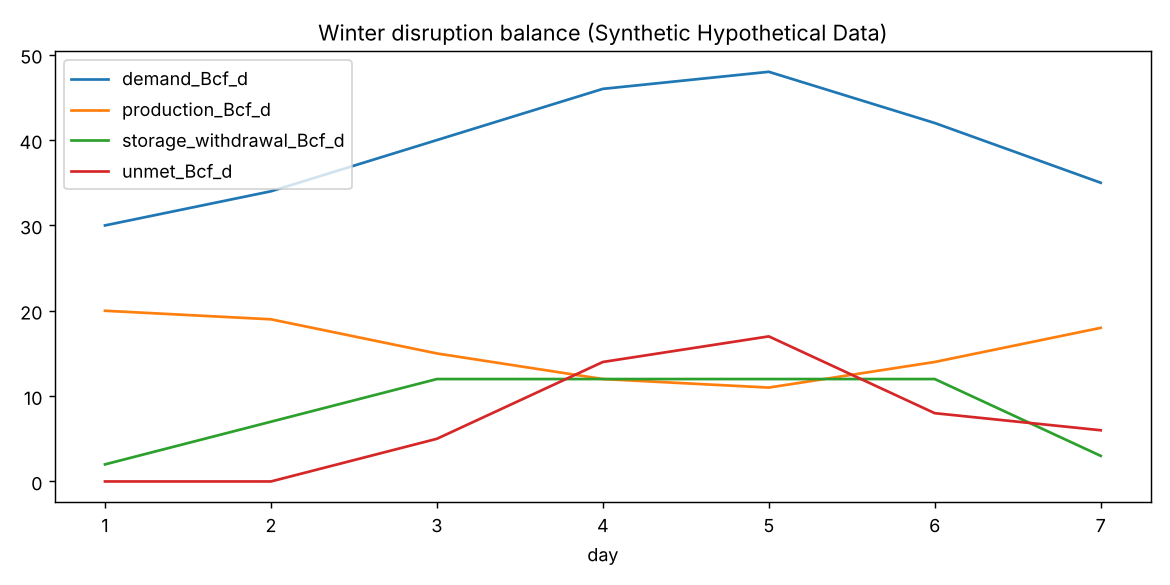 Winter disruption balance (Synthetic Hypothetical Data)
50
40
30
20
10
0
demand_Bcf_d
production_Bcf_d
storage_withdrawal_Bcf_d
unmet_Bcf_d
1 2 3 4 5 6 7
day